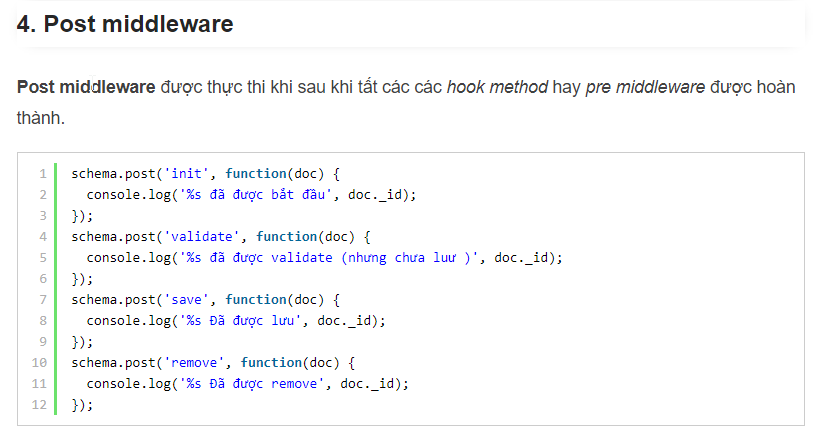 4. Post middleware
Post middleware được thực thi khi sau khi tất các các hook method hay pre middleware được hoàn
thành.
1 schema.post('init', function(doc) {
2   console.log('%s đã được bắt đầu', doc._id);
3 });
4 schema.post('validate', function(doc) {
5   console.log('%s đã được validate (nhưng chưa luư )', doc._id);
6 });
7 schema.post('save', function(doc) {
8   console.log('%s Đã được lưu', doc._id);
9 });
10 schema.post('remove', function(doc) {
11   console.log('%s Đã được remove', doc._id);
12 });